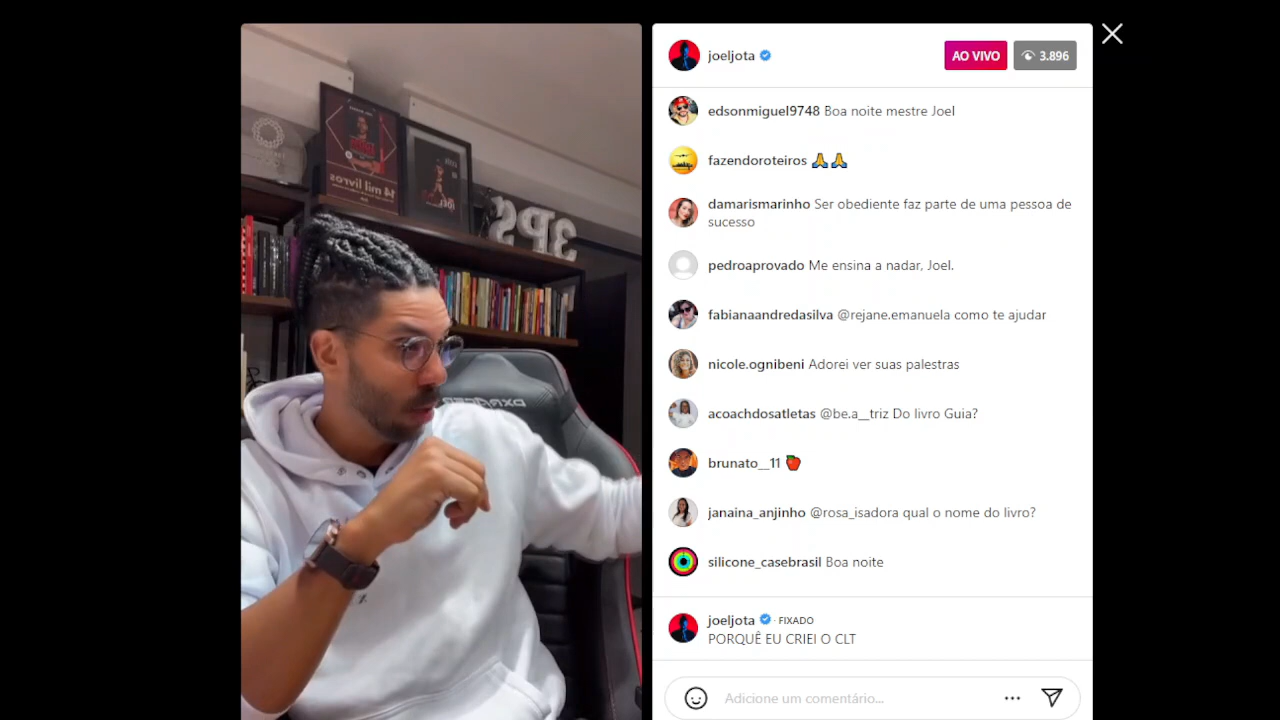 joeljota
AO VIVO
3.896
edsonmiguel9748 Boa noite mestre Joel
fazendoroteiros 🙏🙏
damarismarinho Ser obediente faz parte de uma pessoa de
sucesso
pedroaprovado Me ensina a nadar, Joel.
fabianaandredasilva @rejane.emanuela como te ajudar
nicole.ognibeni Adorei ver suas palestras
acoachdosatletas @be.a__triz Do livro Guia?
brunato__11 🍎
janaina_anjinho @rosa_isadora qual o nome do livro?
silicone_casebrasil Boa noite
joeljota · FIXADO
PORQUÊ EU CRIEI O CLT
Adicione um comentário...
14 mil livros
3PS
DXRACER